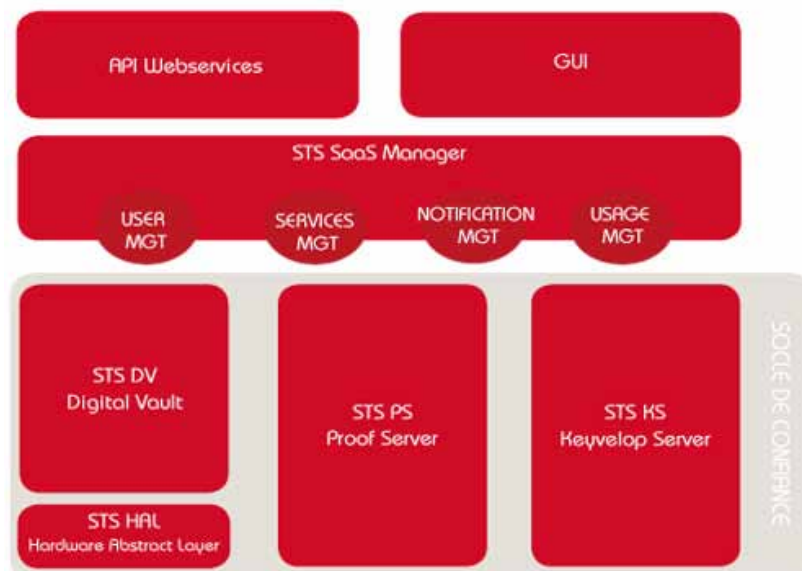 API Webservices
GUI
STS SaaS Manager
USER
MGT
SERVICES
MGT
NOTIFICATION
MGT
USAGE
MGT
STS DV
Digital Vault
STS PS
Proof Server
STS KS
Keyvelop Server
STS HAL
Hardware Abstract Layer
SOCLE DE CONFIANCE